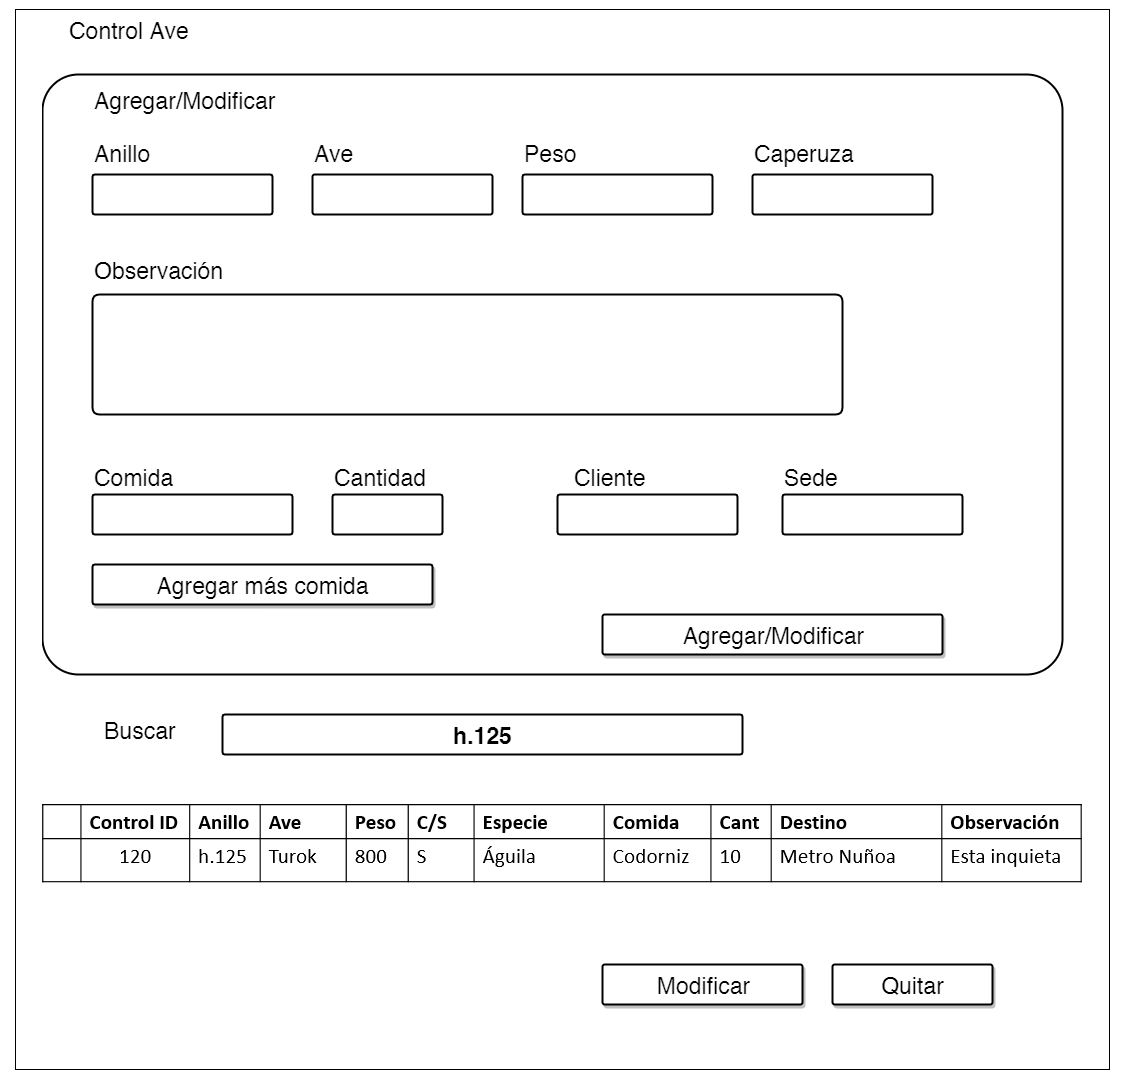 Control Ave
Agregar/Modificar
Anillo Ave Peso Caperuza
Observación
Comida Cantidad Cliente Sede
Agregar más comida
Agregar/Modificar
Buscar h.125
Control ID Anillo Ave Peso C/S Especie Comida Cant Destino Observación
120 h.125 Turok 800 S Águila Codorniz 10 Metro Nuñoa Esta inquieta
Modificar Quitar